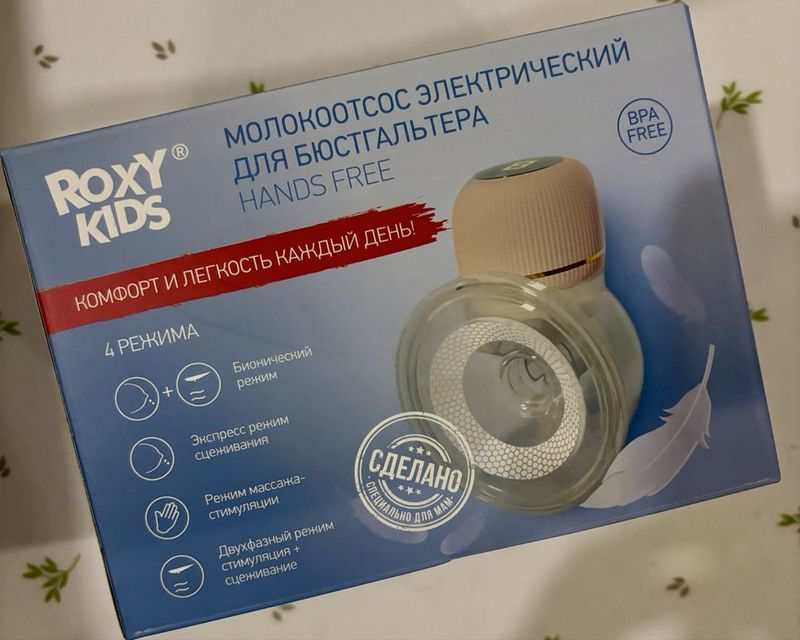 ROXY®
KIDS
МОЛОКООТСОС ЭЛЕКТРИЧЕСКИЙ
ДЛЯ БЮСТГАЛЬТЕРА
HANDS FREE
BPA
FREE
КОМФОРТ И ЛЕГКОСТЬ КАЖДЫЙ ДЕНЬ!
4 РЕЖИМА
+
Бионический
режим
Экспресс режим
сцеживания
Режим массажа-
стимуляции
Двухфазный режим
стимуляция +
сцеживание
СДЕЛАНО
- СПЕЦИАЛЬНО ДЛЯ МАМ -